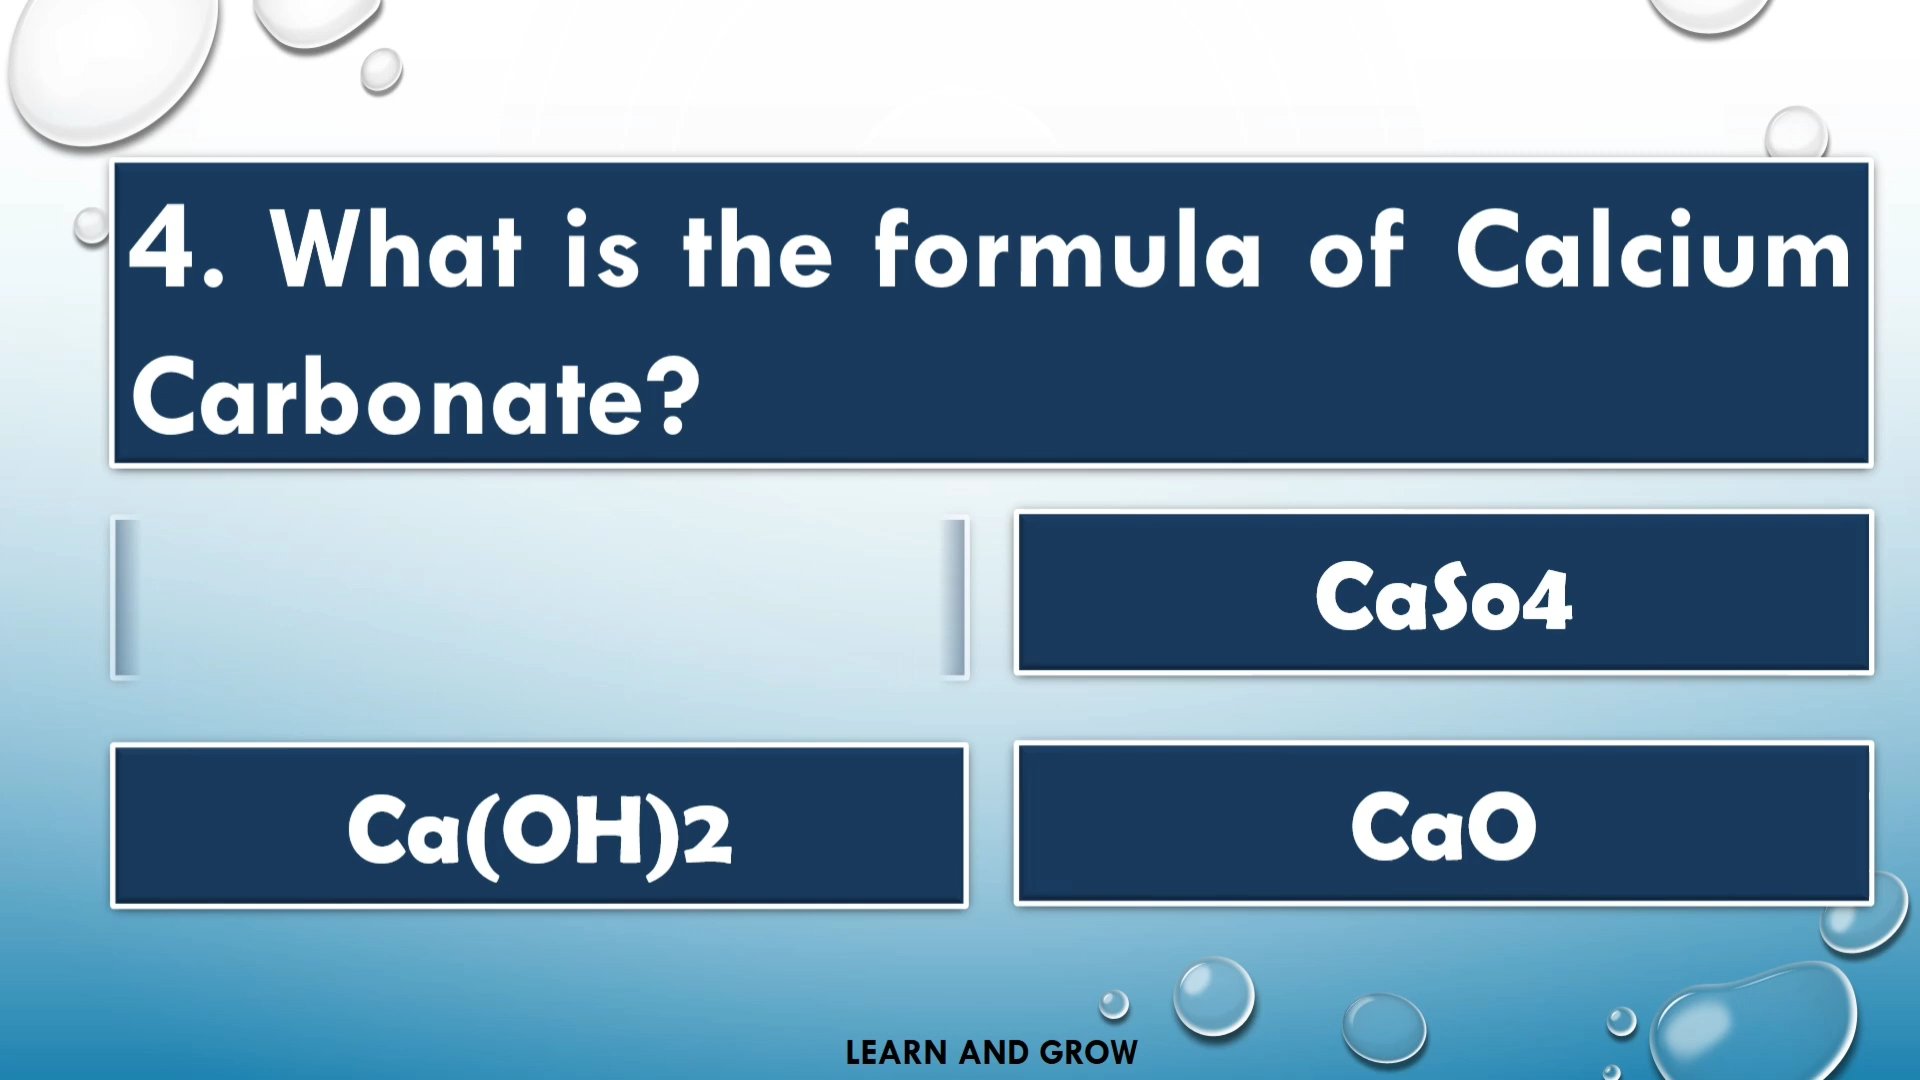 4. What is the formula of Calcium
Carbonate?
CaSo4
Ca(OH)2
CaO
LEARN AND GROW